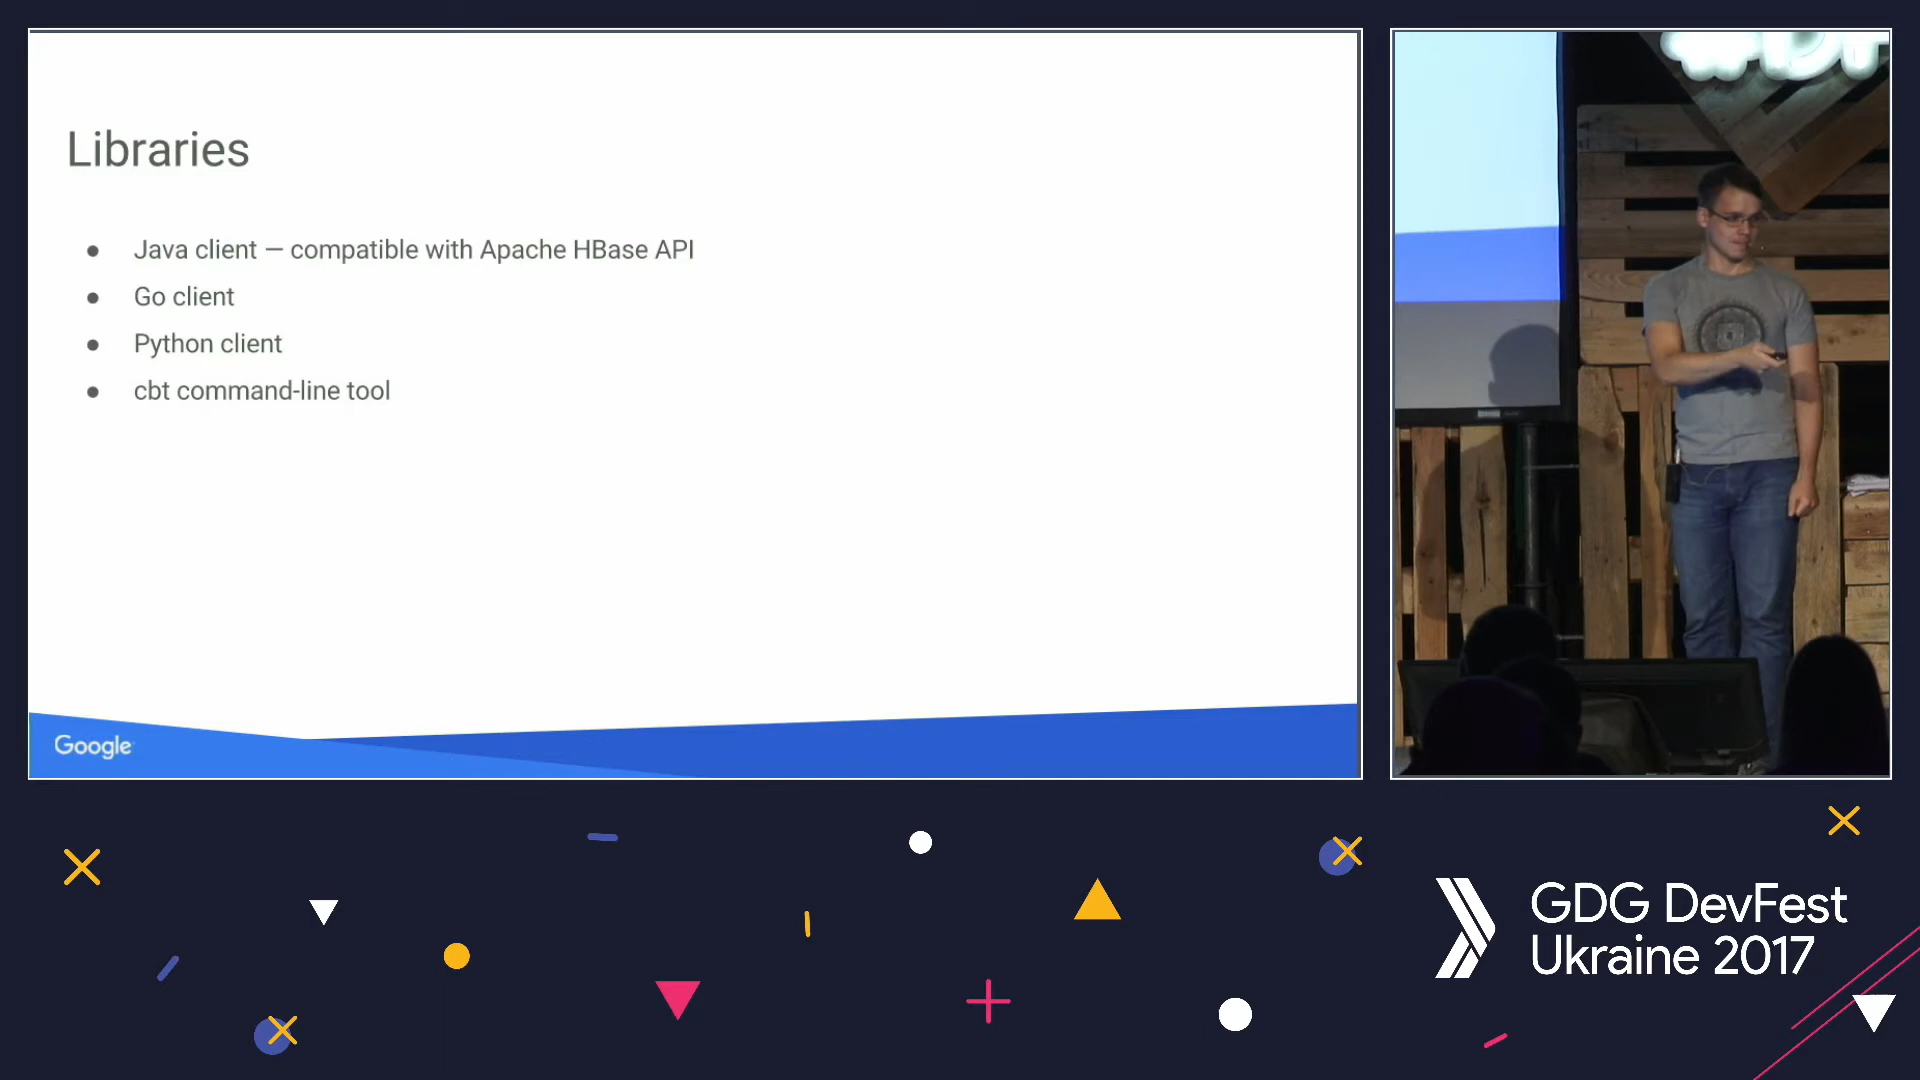 Libraries
● Java client — compatible with Apache HBase API
● Go client
● Python client
● cbt command-line tool
Google
GDG DevFest
Ukraine 2017